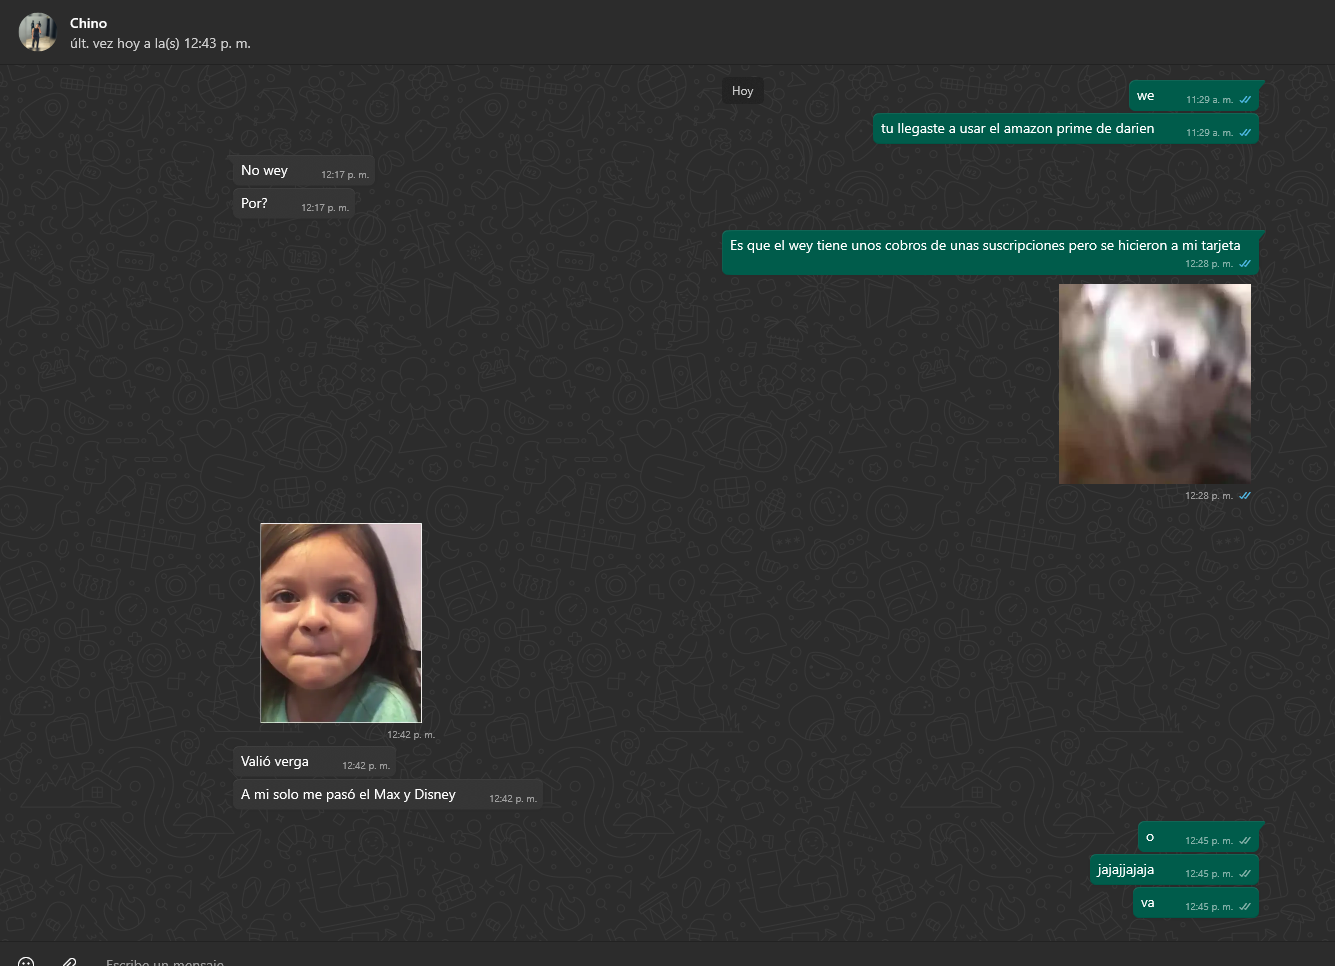 Chino
últ. vez hoy a la(s) 12:43 p. m.
Hoy
we
11:29 a. m.
tu llegaste a usar el amazon prime de darien
11:29 a. m.
No wey
12:17 p. m.
Por?
12:17 p. m.
Es que el wey tiene unos cobros de unas suscripciones pero se hicieron a mi tarjeta
12:28 p. m.
12:28 p. m.
12:42 p. m.
Valió verga
12:42 p. m.
A mi solo me pasó el Max y Disney
12:42 p. m.
o
12:45 p. m.
jajajjajaja
12:45 p. m.
va
12:45 p. m.
Escribe un mensaje